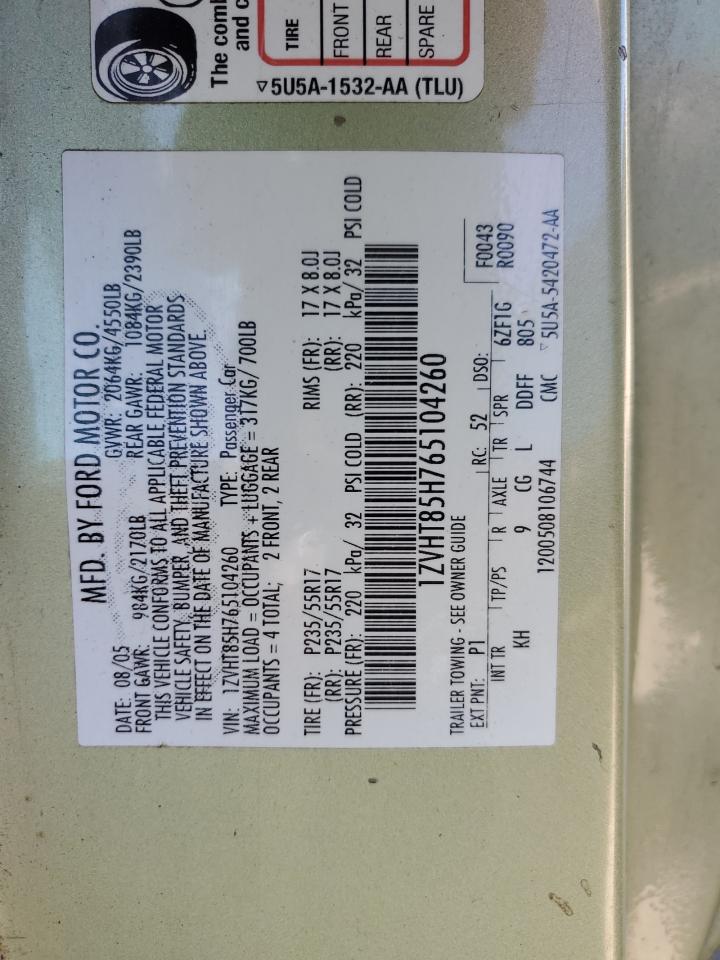 The comb
and c
TIRE
FRONT
REAR
SPARE
▽5U5A-1532-AA (TLU)
MFD. BY FORD MOTOR CO.
DATE: 08/05 GVWR: 2064KG/4550LB
FRONT GAWR: 984KG/2170LB REAR GAWR: 1084KG/2390LB
THIS VEHICLE CONFORMS TO ALL APPLICABLE FEDERAL MOTOR
VEHICLE SAFETY, BUMPER, AND THEFT PREVENTION STANDARDS
IN EFFECT ON THE DATE OF MANUFACTURE SHOWN ABOVE.
VIN: 1ZVHT85H765104260 TYPE: Passenger Car
MAXIMUM LOAD = OCCUPANTS + LUGGAGE = 317KG/700LB
OCCUPANTS = 4 TOTAL; 2 FRONT, 2 REAR
TIRE (FR): P235/55R17 RIMS (FR): 17 X 8.0J
(RR): P235/55R17 (RR): 17 X 8.0J
PRESSURE (FR): 220 kPa/ 32 PSI COLD (RR): 220 kPa/ 32 PSI COLD
1ZVHT85H765104260
TRAILER TOWING - SEE OWNER GUIDE F0043
EXT PNT: P1 RC: 52 DSO: R0090
INT TR TP/PS R AXLE TR SPR 6ZF1G
KH 9 CG L DDFF 805
1200508106744 CMC ▽5U5A-5420472-AA